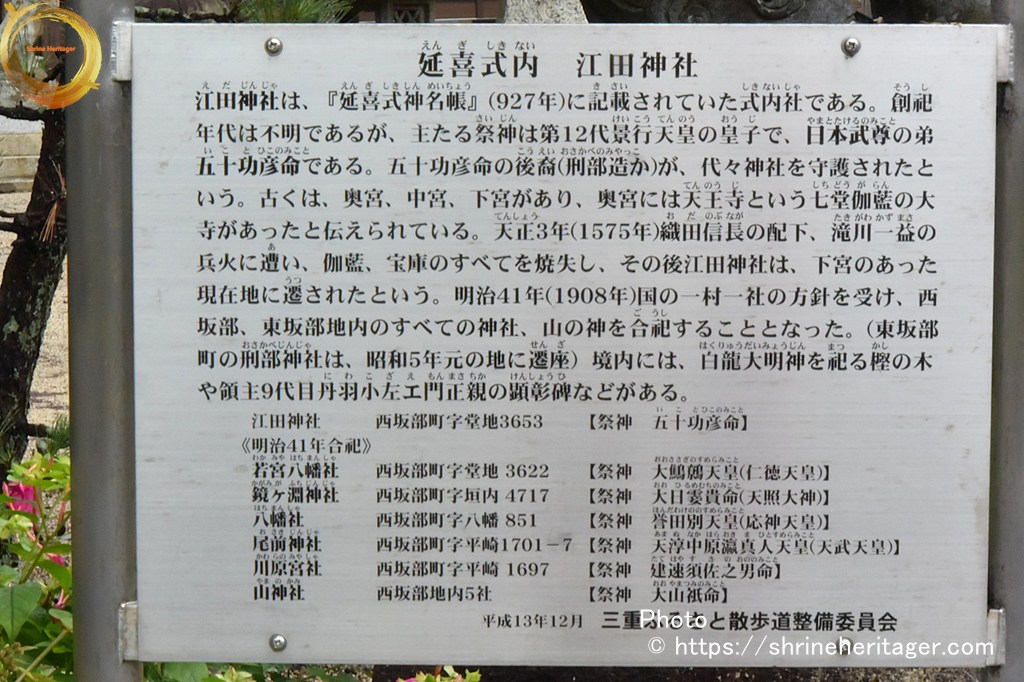 Shrine Heritager
延喜式内　江田神社
江田神社は、『延喜式神名帳』(927年)に記載されていた式内社である。創祀
年代は不明であるが、主たる祭神は第12代景行天皇の皇子で、日本武尊の弟
五十功彦命である。五十功彦命の後裔(刑部造か)が、代々神社を守護されたと
いう。古くは、奥宮、中宮、下宮があり、奥宮には天王寺という七堂伽藍の大
寺があったと伝えられている。天正3年(1575年)織田信長の配下、滝川一益の
兵火に遭い、伽藍、宝庫のすべてを焼失し、その後江田神社は、下宮のあった
現在地に遷されたという。明治41年(1908年)国の一村一社の方針を受け、西
坂部、東坂部地内のすべての神社、山の神を合祀することとなった。(東坂部
町の刑部神社は、昭和5年元の地に遷座) 境内には、白龍大明神を祀る樫の木
や領主9代目丹羽小左エ門正親の顕彰碑などがある。
江田神社　西坂部町字堂地3653　【祭神　五十功彦命】
《明治41年合祀》
若宮八幡社　西坂部町字堂地 3622　【祭神　大鷦鷯天皇(仁徳天皇)】
鏡ヶ淵神社　西坂部町字垣内 4717　【祭神　大日孁貴命(天照大神)】
八幡社　西坂部町字八幡 851　【祭神　誉田別天皇(応神天皇)】
尾前神社　西坂部町字平崎1701－7　【祭神　天渟中原瀛真人天皇(天武天皇)】
川原宮社　西坂部町字平崎 1697　【祭神　建速須佐之男命】
山神社　西坂部地内5社　【祭神　大山祇命】
平成13年12月　三重ふるさと散歩道整備委員会
Photo
© https://shrineheritager.com